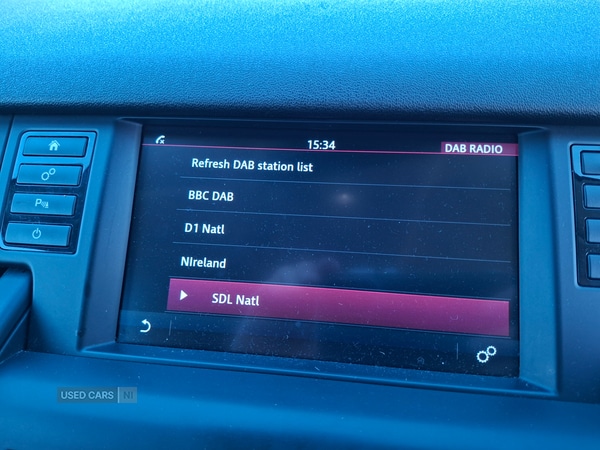 15:34
DAB RADIO
Refresh DAB station list
BBC DAB
D1 Natl
NIreland
SDL Natl
P
USED CARS NI